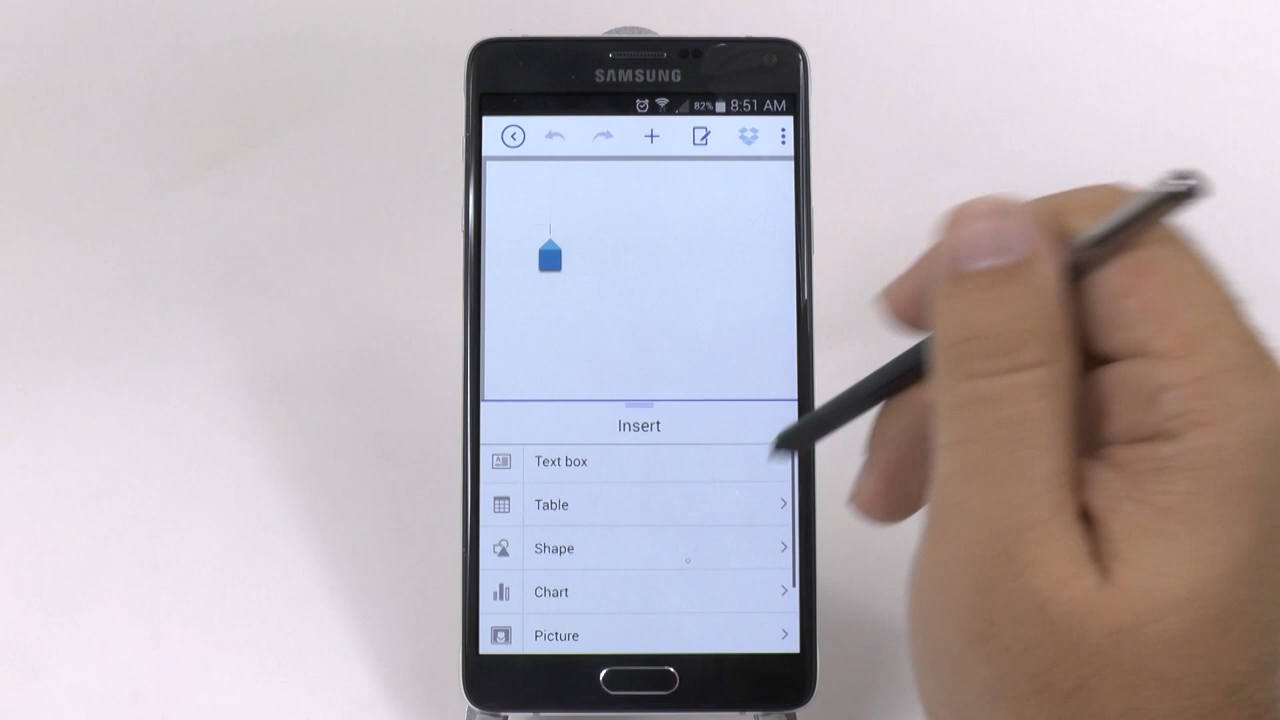 SAMSUNG
82% 8:51 AM
Insert
Text box
Table
Shape
Chart
Picture